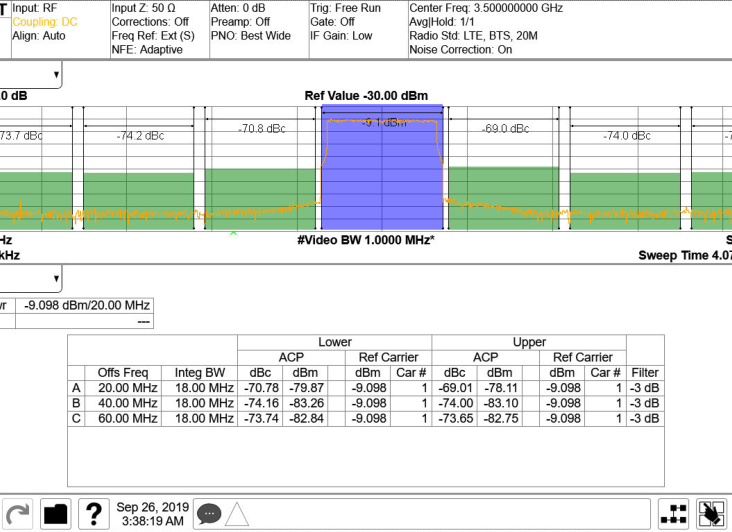 T Input: RF
Coupling: DC
Align: Auto
Input Z: 50 Ω
Corrections: Off
Freq Ref: Ext (S)
NFE: Adaptive
Atten: 0 dB
Preamp: Off
PNO: Best Wide
Trig: Free Run
Gate: Off
IF Gain: Low
Center Freq: 3.500000000 GHz
Avg|Hold: 1/1
Radio Std: LTE, BTS, 20M
Noise Correction: On
.0 dB
Ref Value -30.00 dBm
73.7 dBc -74.2 dBc -70.8 dBc -9.1 dBm -69.0 dBc -74.0 dBc -7
Hz #Video BW 1.0000 MHz* S
kHz Sweep Time 4.07
wr -9.098 dBm/20.00 MHz
---
Lower Upper
ACP Ref Carrier ACP Ref Carrier
Offs Freq Integ BW dBc dBm dBm Car # dBc dBm dBm Car # Filter
A 20.00 MHz 18.00 MHz -70.78 -79.87 -9.098 1 -69.01 -78.11 -9.098 1 -3 dB
B 40.00 MHz 18.00 MHz -74.16 -83.26 -9.098 1 -74.00 -83.10 -9.098 1 -3 dB
C 60.00 MHz 18.00 MHz -73.74 -82.84 -9.098 1 -73.65 -82.75 -9.098 1 -3 dB
? Sep 26, 2019
3:38:19 AM